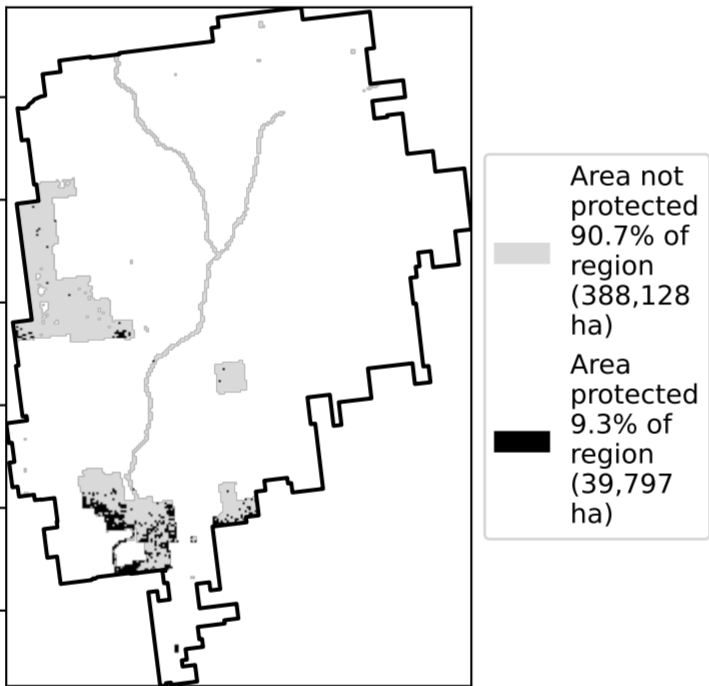 Area not
protected
90.7% of
region
(388,128
ha)
Area
protected
9.3% of
region
(39,797
ha)